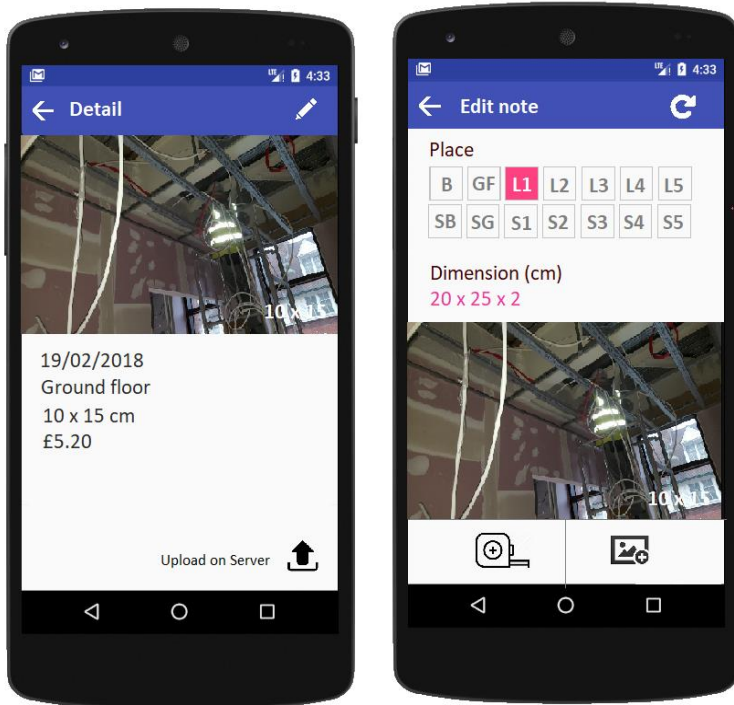 LTE 4:33
Detail
10 x 15
19/02/2018
Ground floor
10 x 15 cm
£5.20
Upload on Server
LTE 4:33
Edit note
Place
B GF L1 L2 L3 L4 L5
SB SG S1 S2 S3 S4 S5
Dimension (cm)
20 x 25 x 2
10 x 15